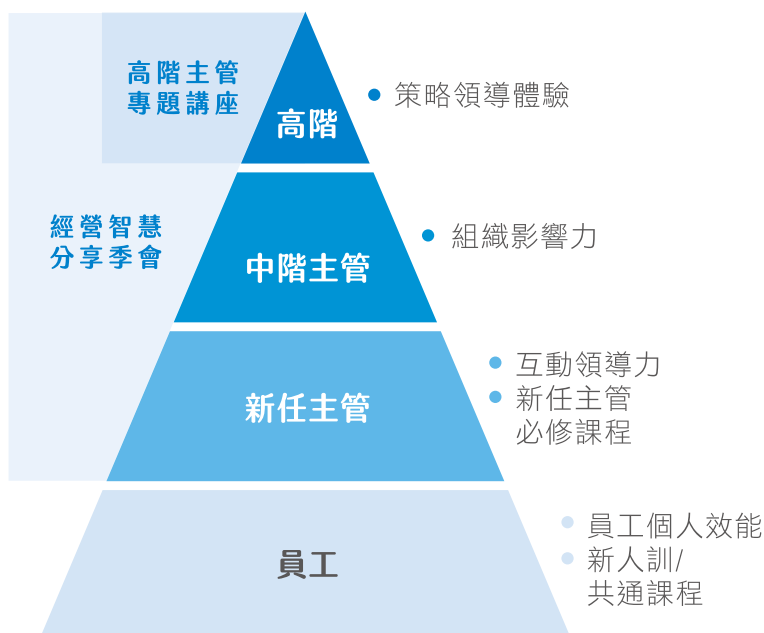 高階主管
專題講座
高階
策略領導體驗
經營智慧
分享季會
中階主管
組織影響力
新任主管
互動領導力
新任主管
必修課程
員工
員工個人效能
新人訓/
共通課程